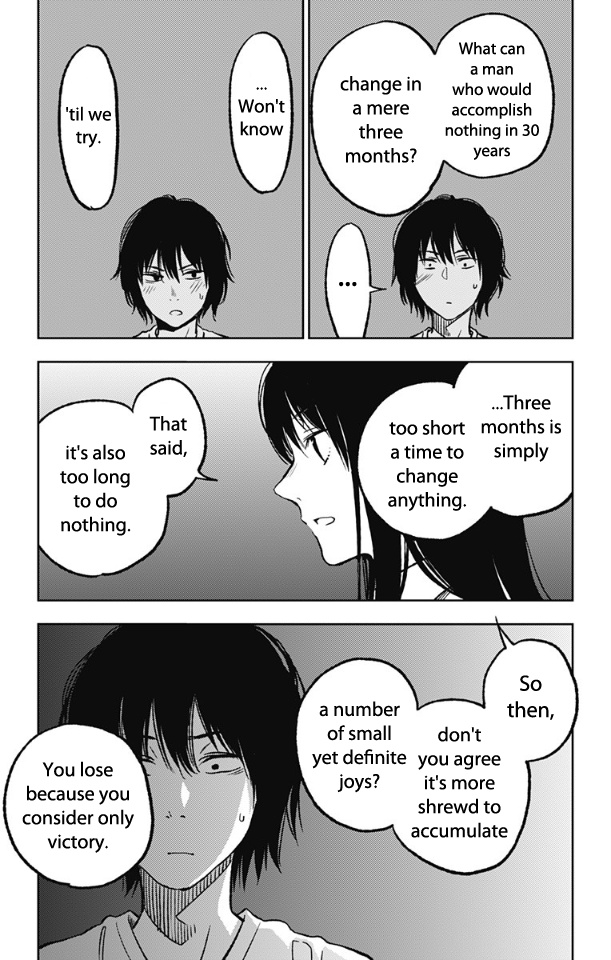 What can
a man
who would
accomplish
nothing in 30
years
change in
a mere
three
months?
...
...
Won't
know
'til we
try.
...Three
months is
simply
too short
a time to
change
anything.
That
said,
it's also
too long
to do
nothing.
So
then,
don't
you agree
it's more
shrewd to
accumulate
a number
of small
yet definite
joys?
You lose
because you
consider only
victory.